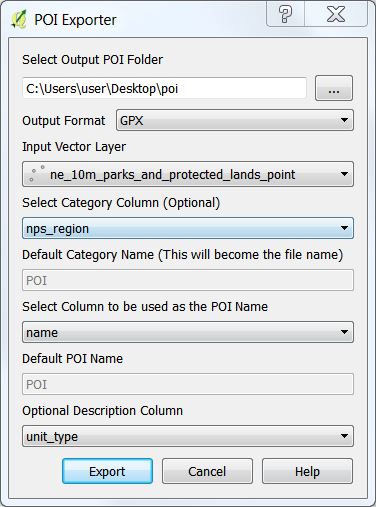 POI Exporter
?
X
Select Output POI Folder
C:\Users\user\Desktop\poi
...
Output Format GPX
Input Vector Layer
ne_10m_parks_and_protected_lands_point
Select Category Column (Optional)
nps_region
Default Category Name (This will become the file name)
POI
Select Column to be used as the POI Name
name
Default POI Name
POI
Optional Description Column
unit_type
Export Cancel Help